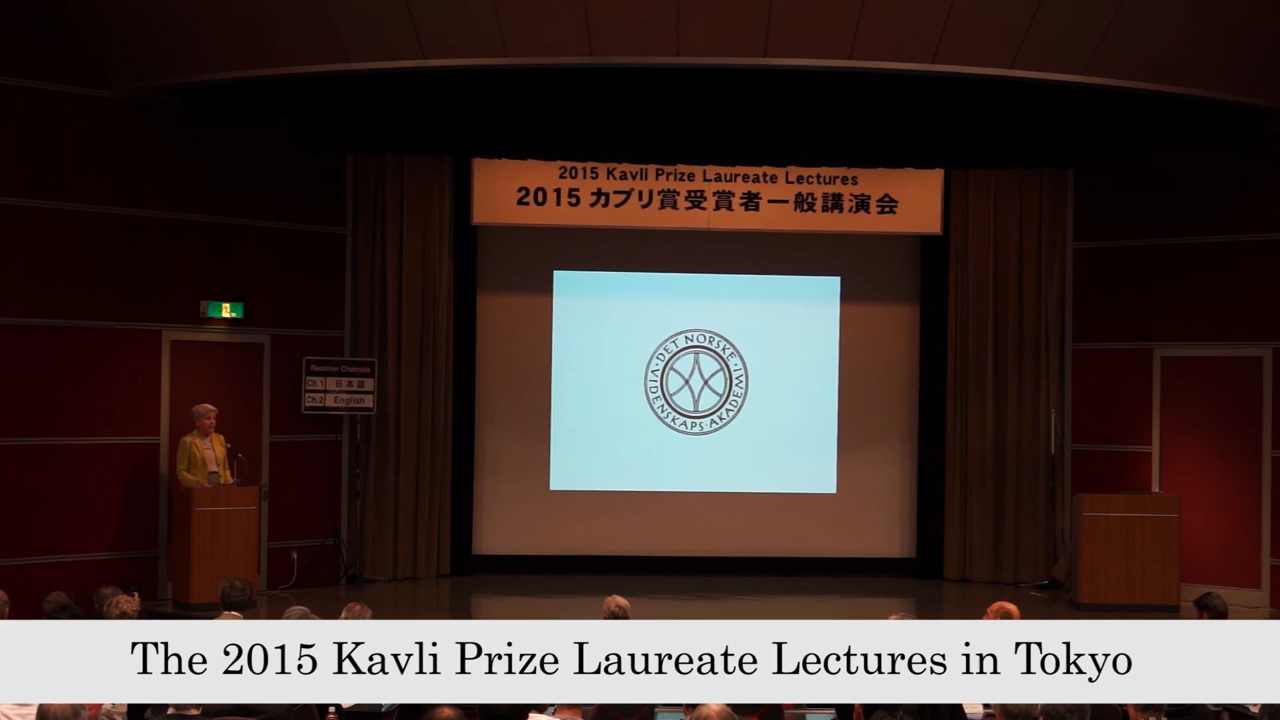 2015 Kavli Prize Laureate Lectures
2015 カブリ賞受賞者一般講演会
DET NORSKE VIDENSKAPS-AKADEMI
Receiver Channels
Ch.1 日本語
Ch.2 English
The 2015 Kavli Prize Laureate Lectures in Tokyo